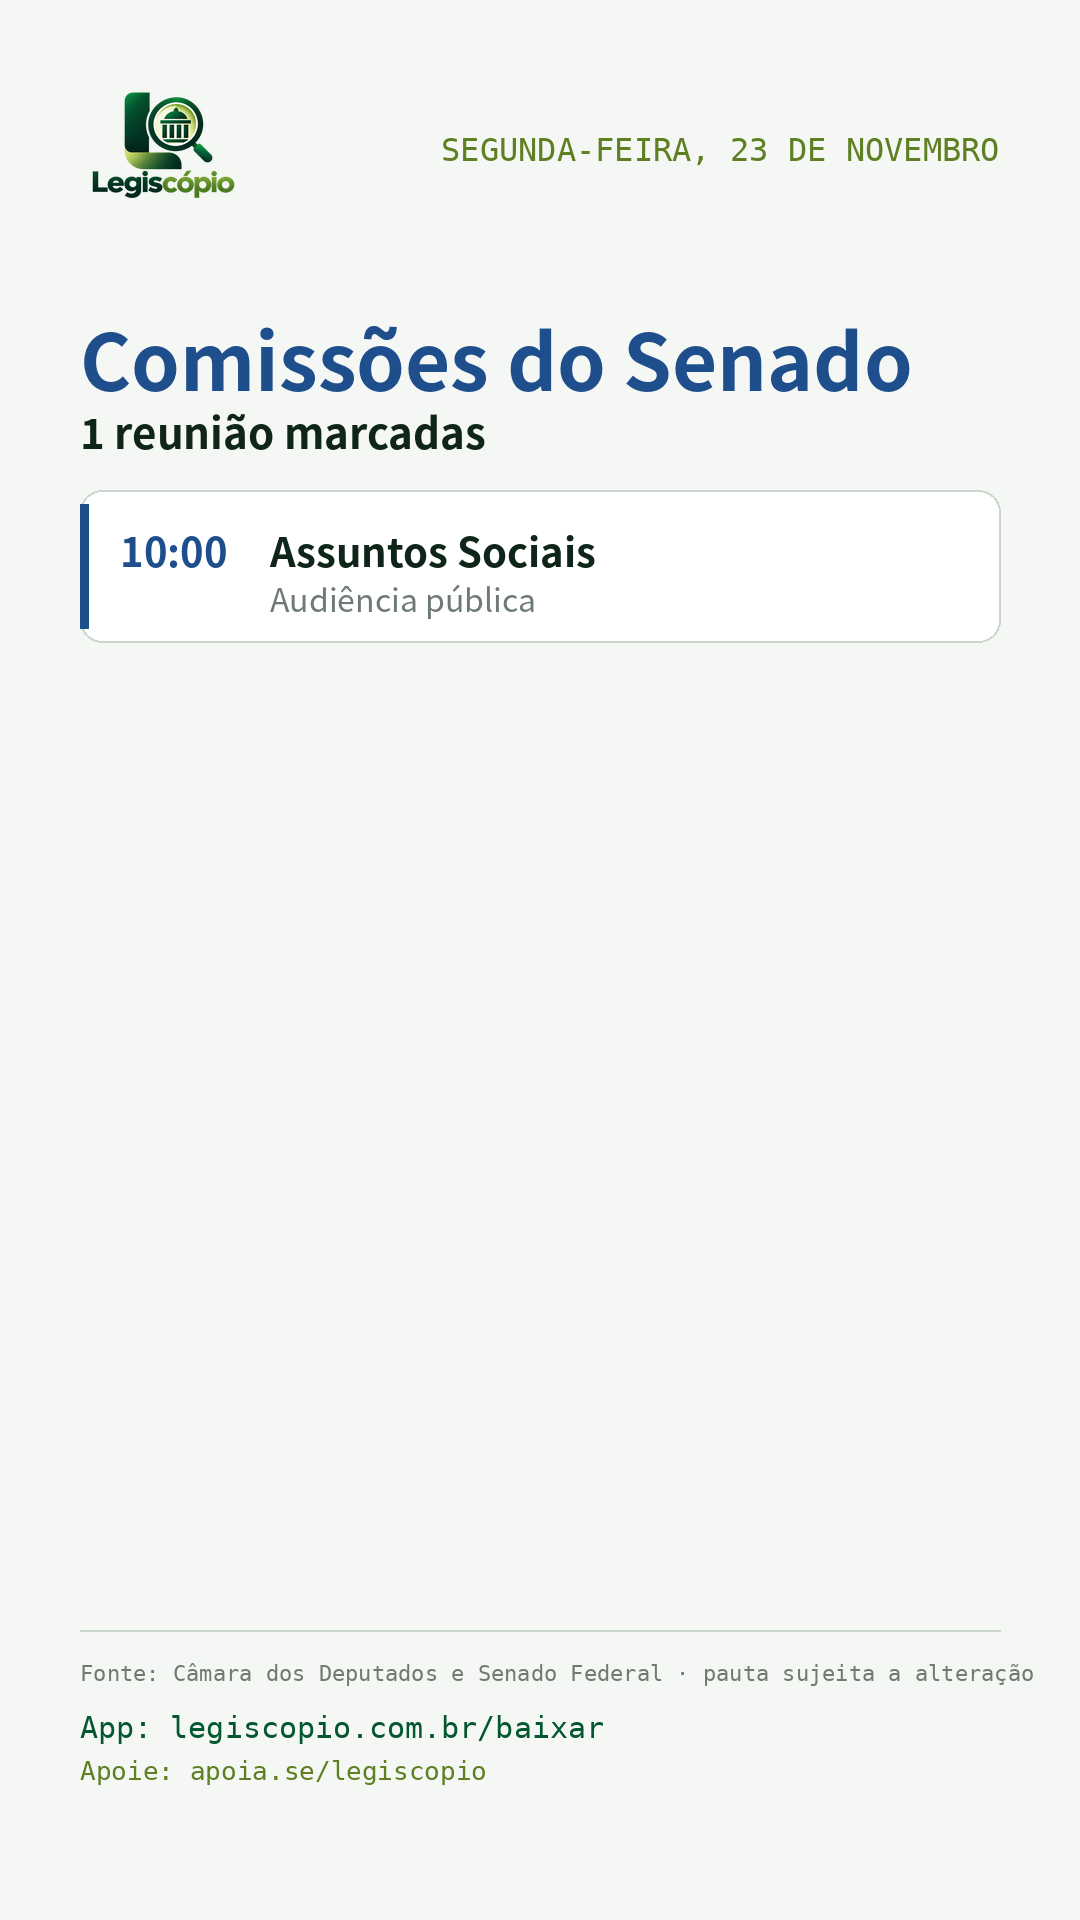 Legiscópio
SEGUNDA-FEIRA, 23 DE NOVEMBRO
Comissões do Senado
1 reunião marcadas
10:00 Assuntos Sociais
Audiência pública
Fonte: Câmara dos Deputados e Senado Federal · pauta sujeita a alteração
App: legiscopio.com.br/baixar
Apoie: apoia.se/legiscopio